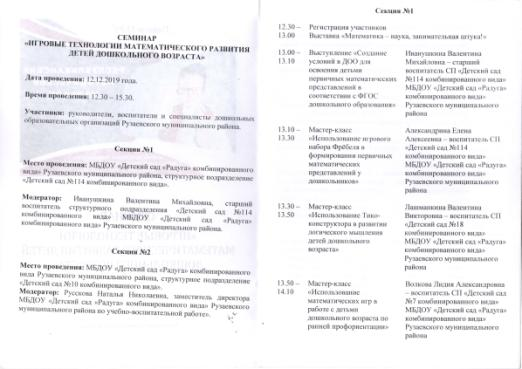 СЕМИНАР
«ИГРОВЫЕ ТЕХНОЛОГИИ МАТЕМАТИЧЕСКОГО РАЗВИТИЯ
ДЕТЕЙ ДОШКОЛЬНОГО ВОЗРАСТА»
Дата проведения: 12.12.2019 года.
Время проведения: 12.30 – 15.30.
Участники: руководители, воспитатели и специалисты дошкольных
образовательных организаций Рузаевского муниципального района.
Секция №1
Место проведения: МБДОУ «Детский сад «Радуга» комбинированного
вида» Рузаевского муниципального района, структурное подразделение
«Детский сад №114 комбинированного вида».
Модератор: Иванушкина Валентина Михайловна, старший
воспитатель структурного подразделения «Детский сад №114
комбинированного вида» МБДОУ «Детский сад «Радуга»
комбинированного вида» Рузаевского муниципального района.
Секция №2
Место проведения: МБДОУ «Детский сад «Радуга» комбинированного
вида Рузаевского муниципального района, структурное подразделение
«Детский сад №10 комбинированного вида».
Модератор: Русскова Наталья Николаевна, заместитель директора
МБДОУ «Детский сад «Радуга» комбинированного вида» Рузаевского
муниципального района по учебно-воспитательной работе».
Секция №1
12.30 – Регистрация участников
13.00 Выставка «Математика – наука, занимательная штука!»
13.00 – Выступление «Создание
13.10 условий в ДОО для
освоения детьми
первичных математических
представлений в
соответствии с ФГОС
дошкольного образования»
Иванушкина Валентина
Михайловна – старший
воспитатель СП «Детский сад
№114 комбинированного вида»
МБДОУ «Детский сад «Радуга»
комбинированного вида»
Рузаевского муниципального
района
13.10 – Мастер-класс
13.30 «Использование игрового
набора Фрёбеля в
формировании первичных
математических
представлений у
дошкольников»
Александрина Елена
Алексеевна – воспитатель СП
«Детский сад №114
комбинированного вида»
МБДОУ «Детский сад «Радуга»
комбинированного вида»
Рузаевского муниципального
района
13.30 – Мастер-класс
13.50 «Использование Тико-
конструктора в развитии
логического мышления
детей дошкольного
возраста»
Лашманкина Валентина
Викторовна – воспитатель СП
«Детский сад №18
комбинированного вида»
МБДОУ «Детский сад «Радуга»
комбинированного вида»
Рузаевского муниципального
района
13.50 – Мастер-класс
14.10 «Использование
математических игр в
работе с детьми
дошкольного возраста по
ранней профориентации»
Волкова Лидия Александровна
– воспитатель СП «Детский сад
№7 комбинированного вида»
МБДОУ «Детский сад «Радуга»
комбинированного вида»
Рузаевского муниципального
района